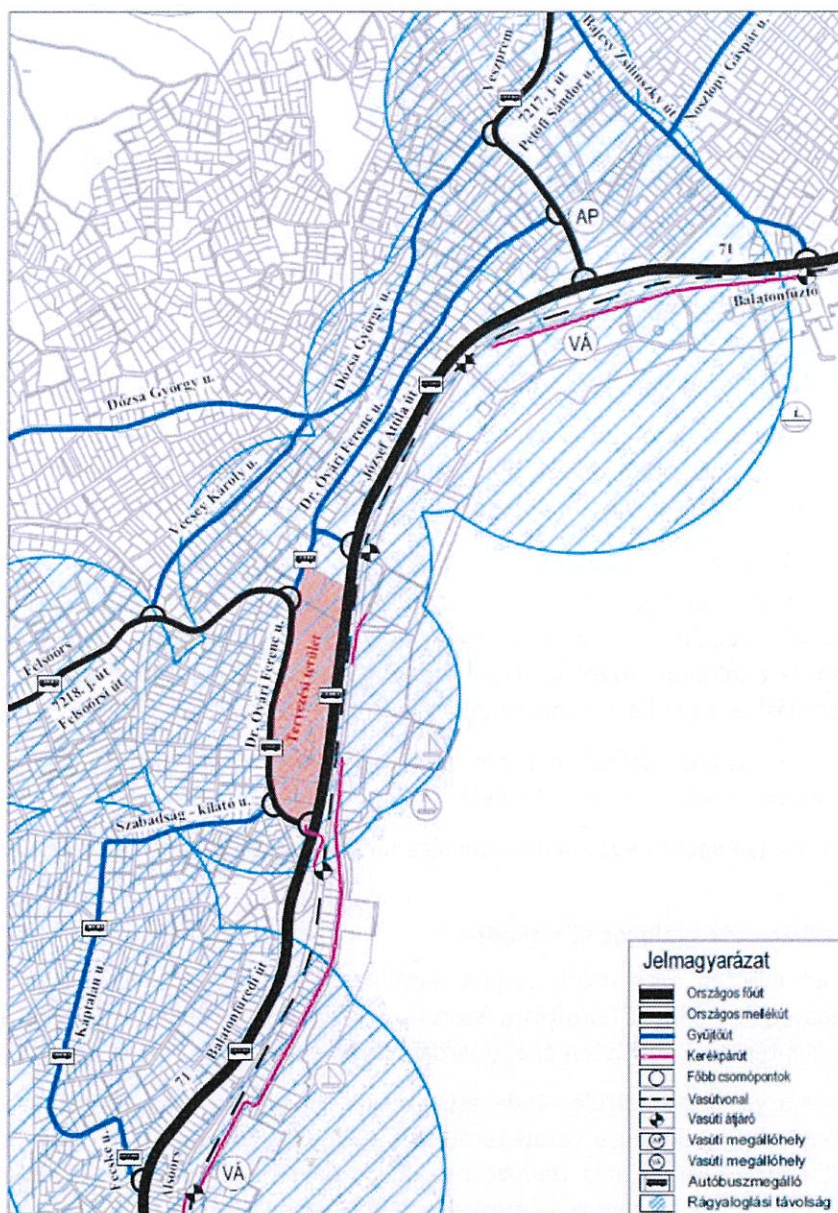 Veszprém
7217. j. út
Petőfi Sándor u.
Bajcsy Zsilinszky út
Noszlopy Gáspár u.
AP
71
Balatonfűzfő
VÁ
Dózsa György u.
Dózsa György u.
Dr. Óvári Ferenc u.
József Attila út
Vécsey Károly u.
Felsőörs
7218. j. út
Felsőörsi út
Dr. Óvári Ferenc u.
Tervezési terület
Szabadság - kilátó u.
Káptalan u.
71
Balatonfüredi út
Fecske u.
Alsóörs
VÁ
Jelmagyarázat
Országos főút
Országos mellékút
Gyűjtőút
Kerékpárút
Főbb csomópontok
Vasútvonal
Vasúti átjáró
AP
Vasúti megállóhely
VÁ
Vasúti megállóhely
Autóbuszmegálló
Rágyaloglási távolság